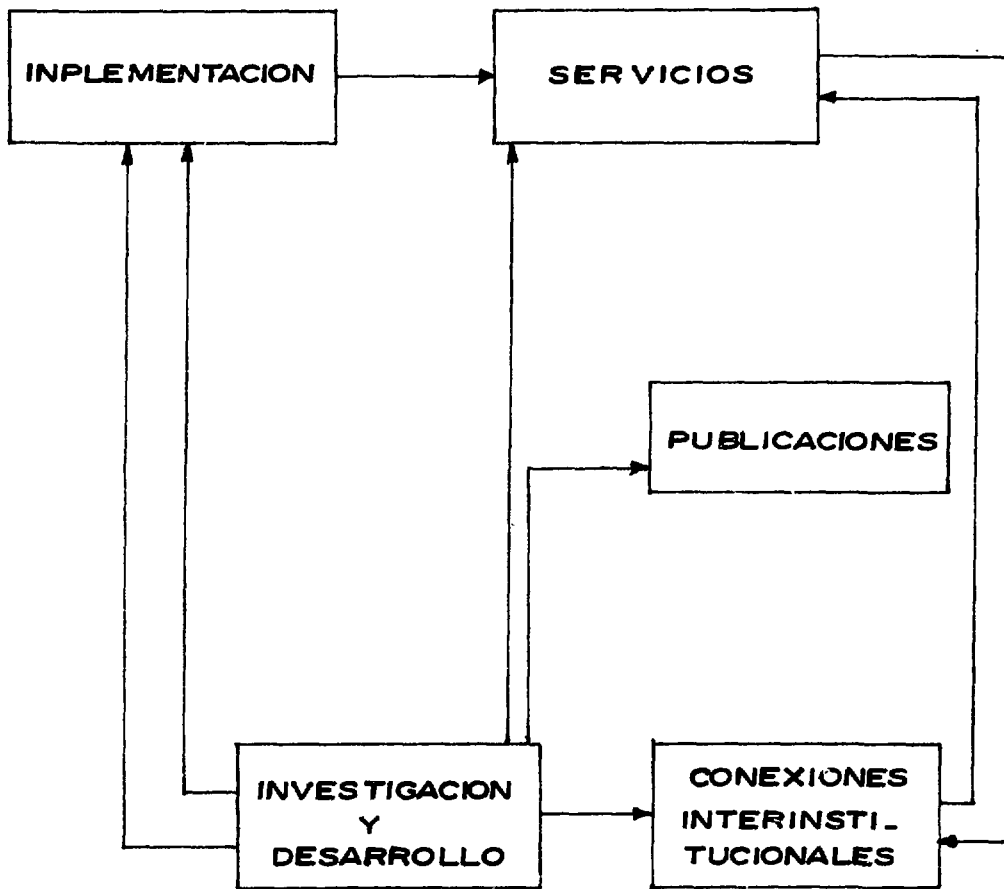 INPLEMENTACION
SERVICIOS
PUBLICACIONES
INVESTIGACION
Y
DESARROLLO
CONEXIONES
INTERINSTI_
TUCIONALES